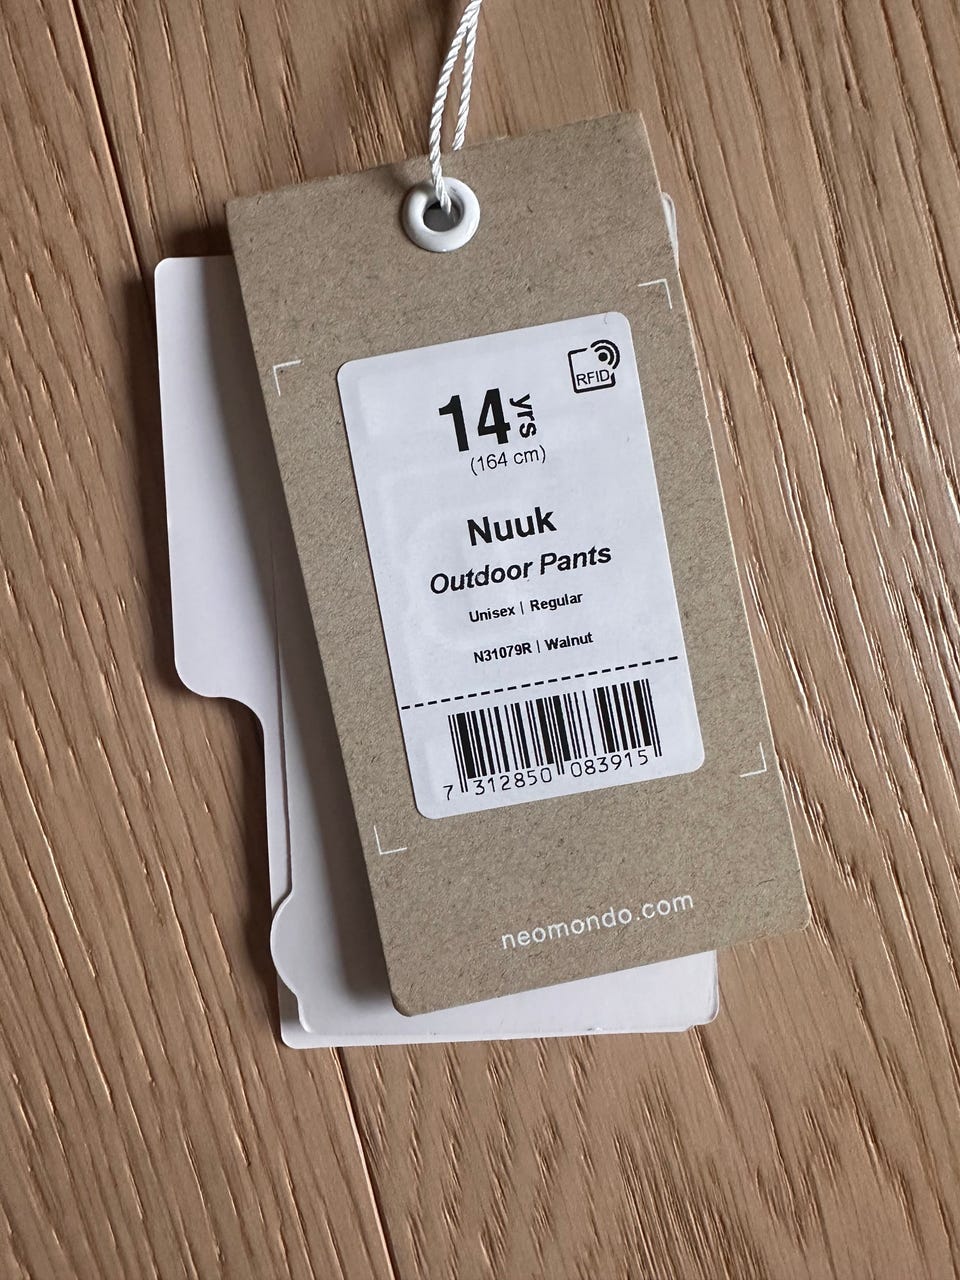 RFID
14 yrs
(164 cm)
Nuuk
Outdoor Pants
Unisex | Regular
N31079R | Walnut
7 312850 083915
neomondo.com